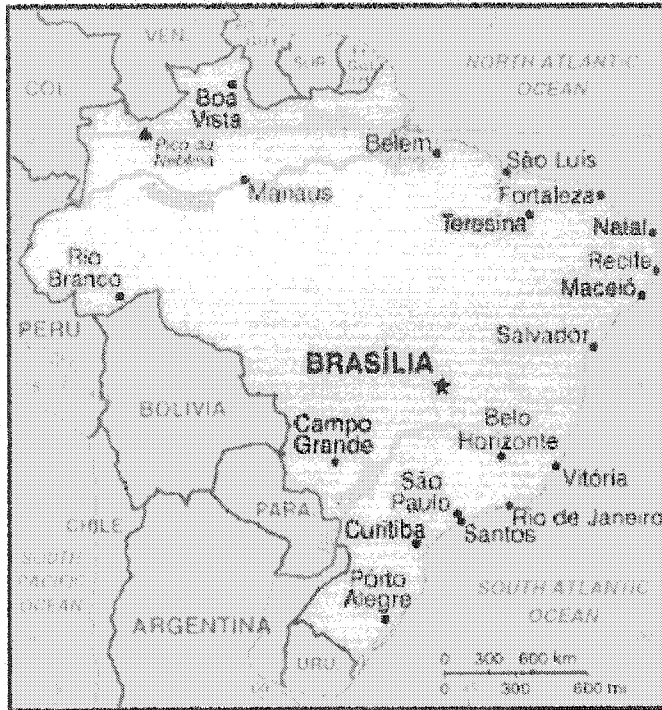 VEN.
SUR.
COL
NORTH ATLANTIC
OCEAN
Boa
Vista
Pico da
Neblina
Belem
São Luís
Manaus
Fortaleza
Teresina
Natal
Rio
Branco
Recife
Maceió
PERU
Salvador
BRASÍLIA
BOLIVIA
Campo
Grande
Belo
Horizonte
São
Paulo
Vitória
PARA.
CHILE
Rio de Janeiro
Santos
Curitiba
SOUTH
PACIFIC
OCEAN
Pôrto
Alegre
SOUTH ATLANTIC
OCEAN
ARGENTINA
URU.
0 300 600 km
0 300 600 mi